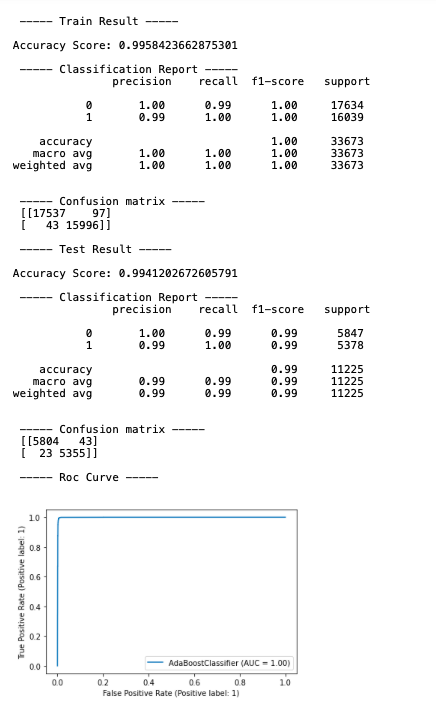 ----- Train Result -----
Accuracy Score: 0.9958423662875301
----- Classification Report -----
precision recall f1-score support
0 1.00 0.99 1.00 17634
1 0.99 1.00 1.00 16039
accuracy 1.00 33673
macro avg 1.00 1.00 1.00 33673
weighted avg 1.00 1.00 1.00 33673
----- Confusion matrix -----
[[17537 97]
[ 43 15996]]
----- Test Result -----
Accuracy Score: 0.9941202672605791
----- Classification Report -----
precision recall f1-score support
0 1.00 0.99 0.99 5847
1 0.99 1.00 0.99 5378
accuracy 0.99 11225
macro avg 0.99 0.99 0.99 11225
weighted avg 0.99 0.99 0.99 11225
----- Confusion matrix -----
[[5804 43]
[ 23 5355]]
----- Roc Curve -----
True Positive Rate (Positive label: 1)
1.0
0.8
0.6
0.4
0.2
0.0
AdaBoostClassifier (AUC = 1.00)
0.0 0.2 0.4 0.6 0.8 1.0
False Positive Rate (Positive label: 1)